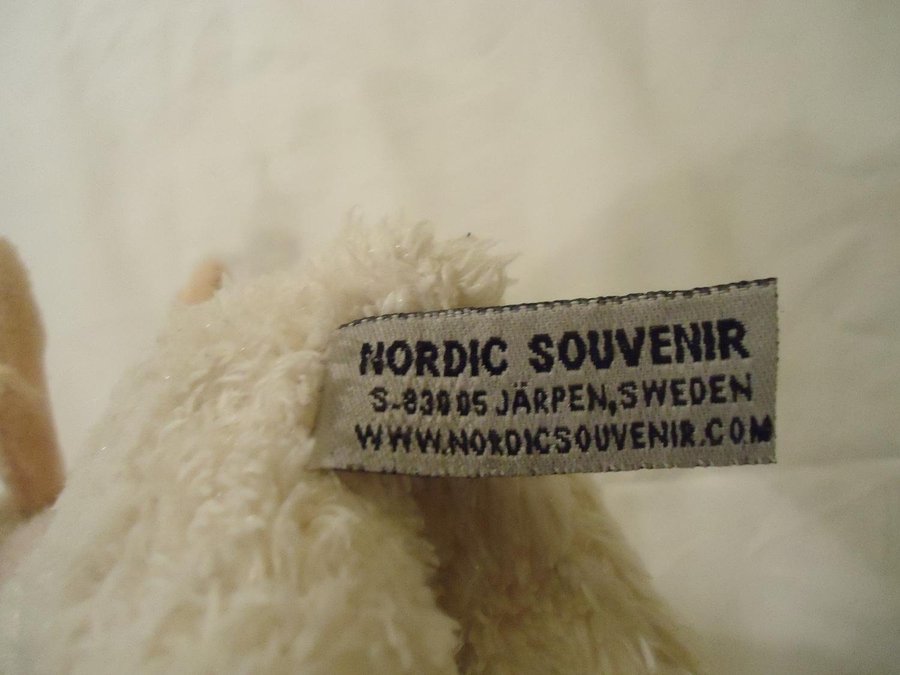 NORDIC SOUVENIR
S-830 05 JÄRPEN, SWEDEN
WWW.NORDICSOUVENIR.COM